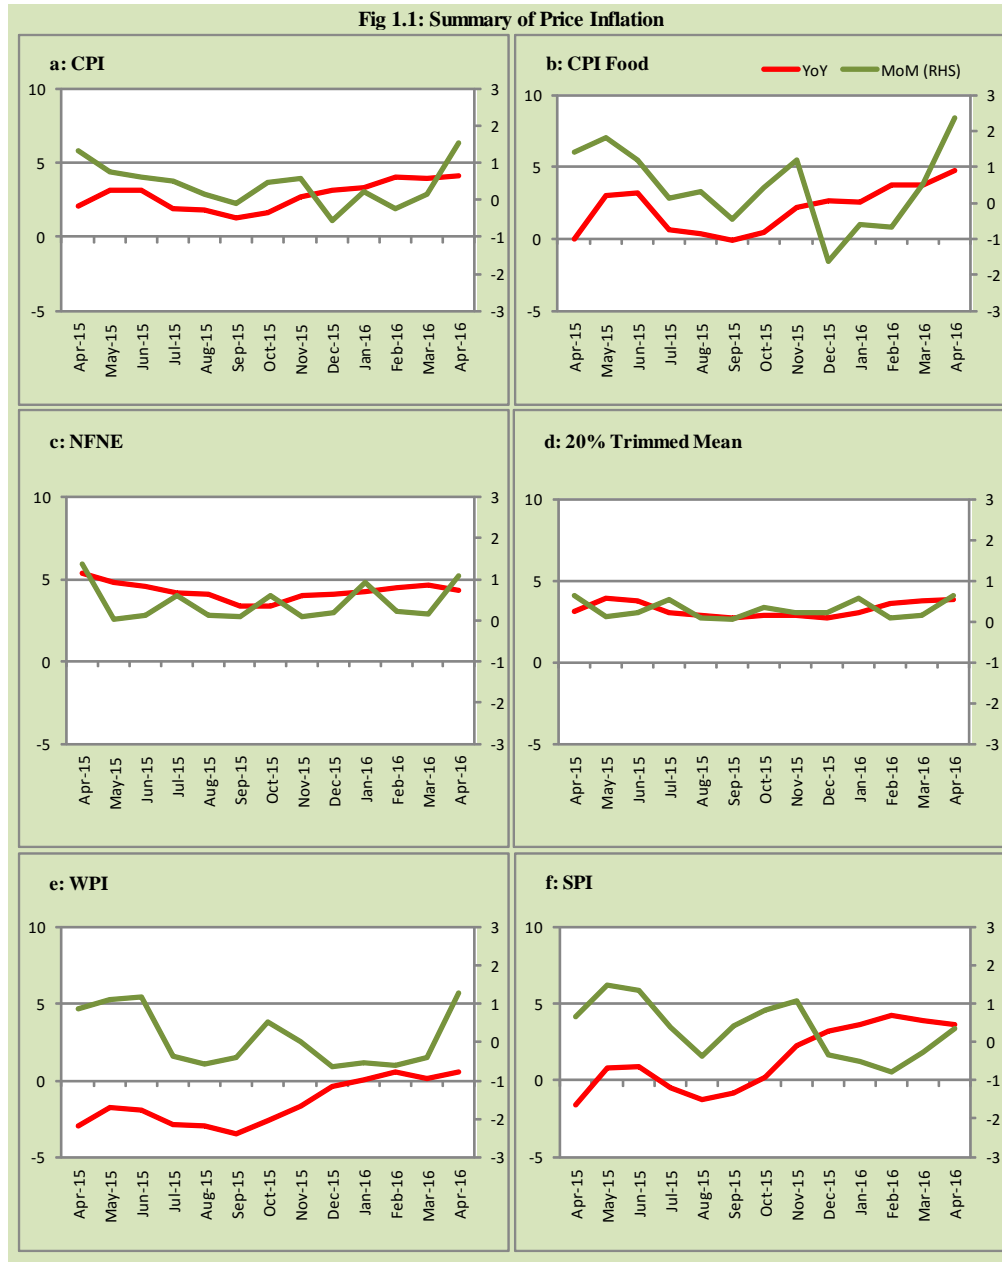 Fig 1.1: Summary of Price Inflation
a: CPI
10
5
0
-5
3
2
1
0
-1
-2
-3
Apr-15
May-15
Jun-15
Jul-15
Aug-15
Sep-15
Oct-15
Nov-15
Dec-15
Jan-16
Feb-16
Mar-16
Apr-16
b: CPI Food
YoY
MoM (RHS)
10
5
0
-5
3
2
1
0
-1
-2
-3
Apr-15
May-15
Jun-15
Jul-15
Aug-15
Sep-15
Oct-15
Nov-15
Dec-15
Jan-16
Feb-16
Mar-16
Apr-16
c: NFNE
10
5
0
-5
3
2
1
0
-1
-2
-3
Apr-15
May-15
Jun-15
Jul-15
Aug-15
Sep-15
Oct-15
Nov-15
Dec-15
Jan-16
Feb-16
Mar-16
Apr-16
d: 20% Trimmed Mean
10
5
0
-5
3
2
1
0
-1
-2
-3
Apr-15
May-15
Jun-15
Jul-15
Aug-15
Sep-15
Oct-15
Nov-15
Dec-15
Jan-16
Feb-16
Mar-16
Apr-16
e: WPI
10
5
0
-5
3
2
1
0
-1
-2
-3
Apr-15
May-15
Jun-15
Jul-15
Aug-15
Sep-15
Oct-15
Nov-15
Dec-15
Jan-16
Feb-16
Mar-16
Apr-16
f: SPI
10
5
0
-5
3
2
1
0
-1
-2
-3
Apr-15
May-15
Jun-15
Jul-15
Aug-15
Sep-15
Oct-15
Nov-15
Dec-15
Jan-16
Feb-16
Mar-16
Apr-16